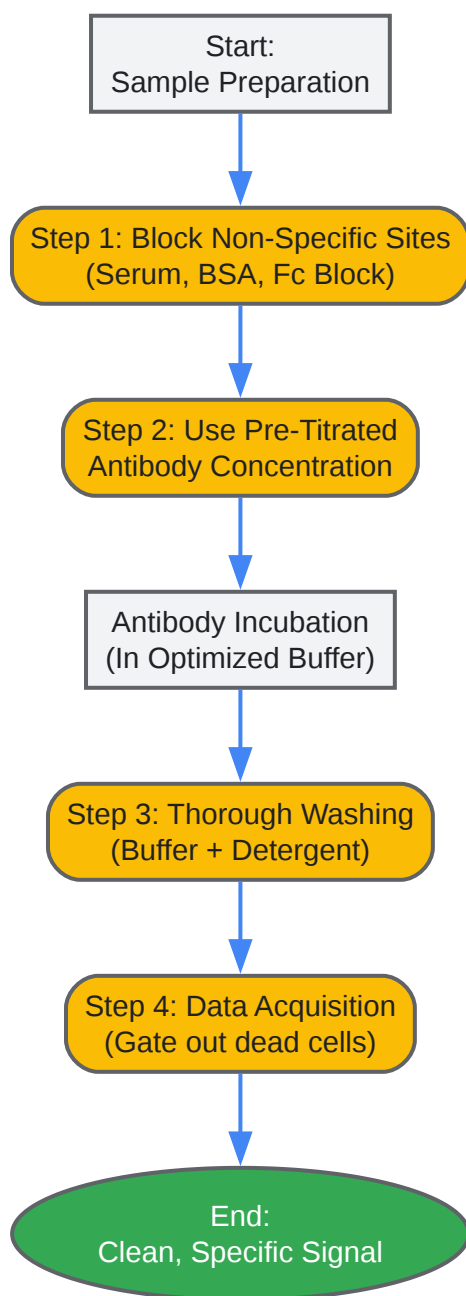 Start:
Sample Preparation
Step 1: Block Non-Specific Sites
(Serum, BSA, Fc Block)
Step 2: Use Pre-Titrated
Antibody Concentration
Antibody Incubation
(In Optimized Buffer)
Step 3: Thorough Washing
(Buffer + Detergent)
Step 4: Data Acquisition
(Gate out dead cells)
End:
Clean, Specific Signal